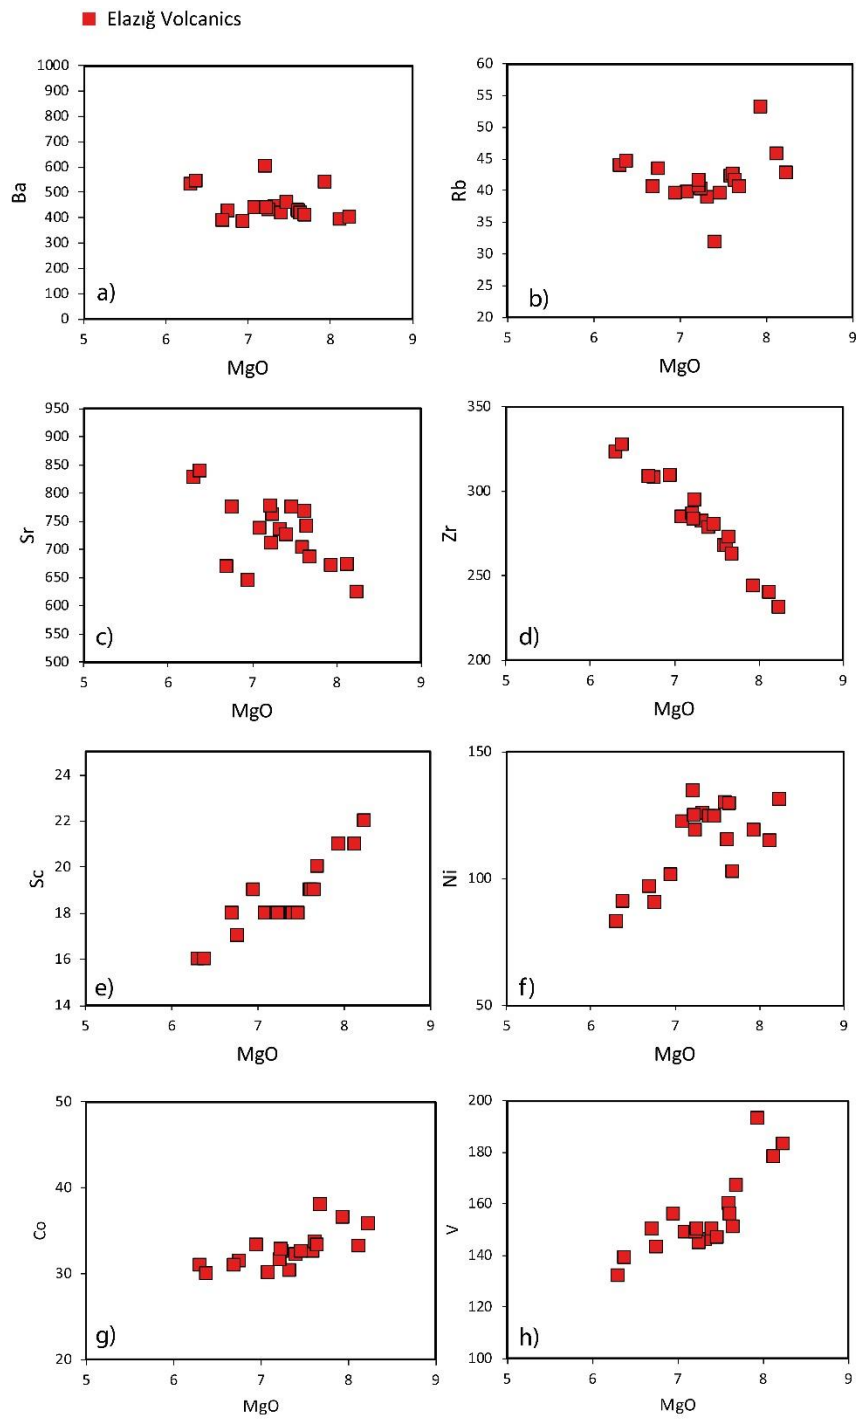 Elazığ Volcanics
1000
900
800
700
600
500
400
300
200
100
0
Ba
a)
5 6 7 8 9
MgO
60
55
50
45
40
35
30
25
20
Rb
b)
5 6 7 8 9
MgO
950
900
850
800
750
700
650
600
550
500
Sr
c)
5 6 7 8 9
MgO
350
300
250
200
Zr
d)
5 6 7 8 9
MgO
24
22
20
18
16
14
Sc
e)
5 6 7 8 9
MgO
150
100
50
Ni
f)
5 6 7 8 9
MgO
50
40
30
20
Co
g)
5 6 7 8 9
MgO
200
180
160
140
120
100
V
h)
5 6 7 8 9
MgO